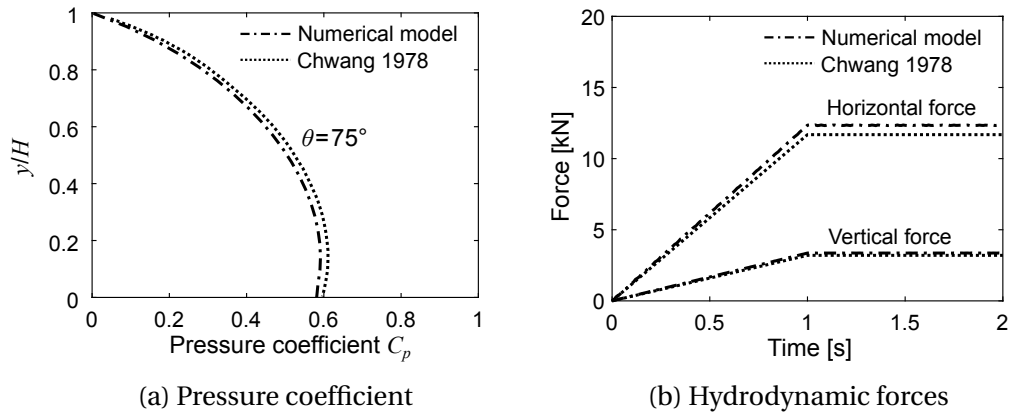 1
0.8
0.6
0.4
0.2
0
y/H
Numerical model
Chwang 1978
θ=75°
0 0.2 0.4 0.6 0.8 1
Pressure coefficient Cₚ
(a) Pressure coefficient
20
15
10
5
0
Force [kN]
Numerical model
Chwang 1978
Horizontal force
Vertical force
0 0.5 1 1.5 2
Time [s]
(b) Hydrodynamic forces